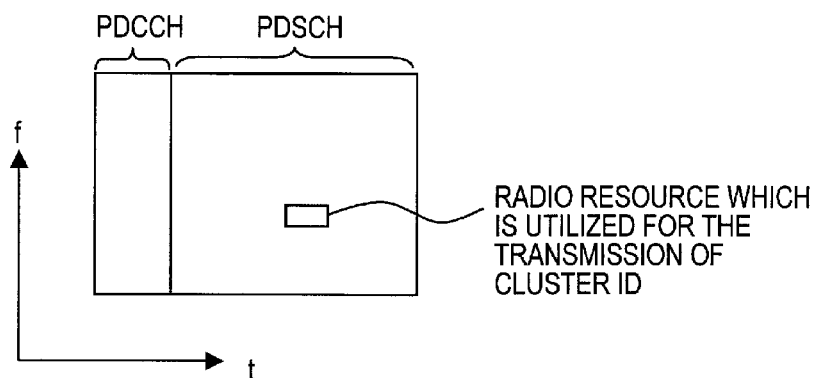 PDCCH PDSCH
f
RADIO RESOURCE WHICH
IS UTILIZED FOR THE
TRANSMISSION OF
CLUSTER ID
t